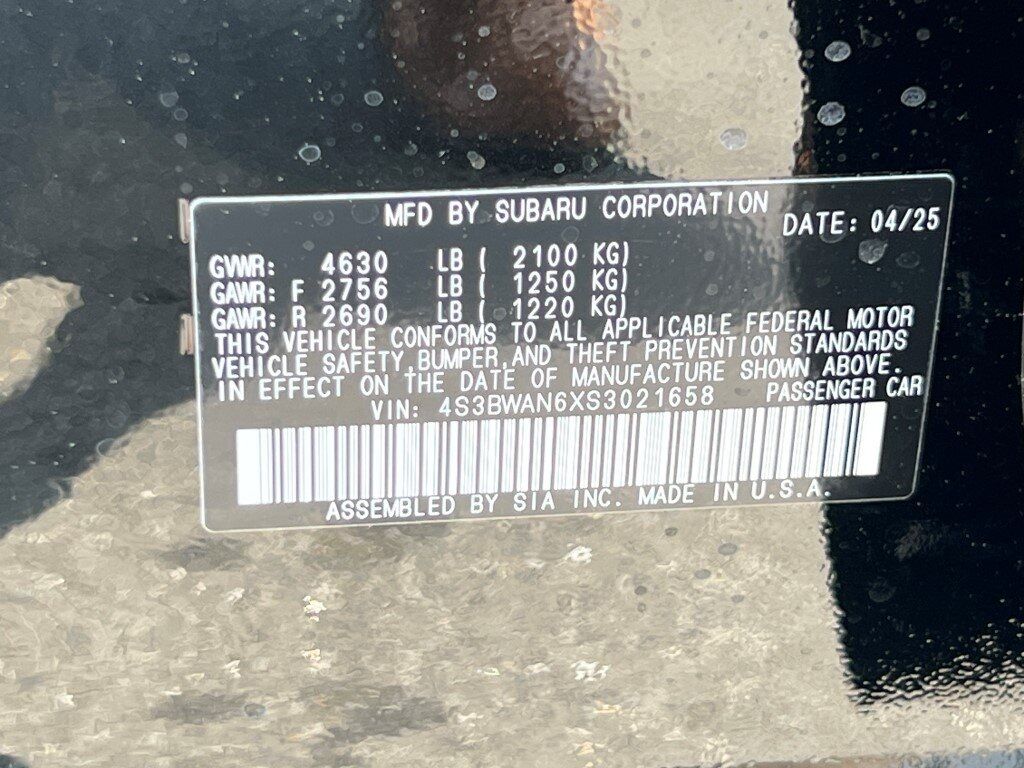 MFD BY SUBARU CORPORATION DATE: 04/25
GVWR: 4630 LB ( 2100 KG)
GAWR: F 2756 LB ( 1250 KG)
GAWR: R 2690 LB ( 1220 KG)
THIS VEHICLE CONFORMS TO ALL APPLICABLE FEDERAL MOTOR
VEHICLE SAFETY,BUMPER,AND THEFT PREVENTION STANDARDS
IN EFFECT ON THE DATE OF MANUFACTURE SHOWN ABOVE.
VIN: 4S3BWAN6XS3021658 PASSENGER CAR
ASSEMBLED BY SIA INC. MADE IN U.S.A.